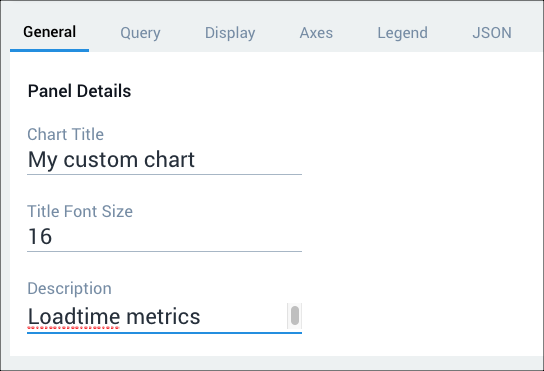 General Query Display Axes Legend JSON
Panel Details
Chart Title
My custom chart
Title Font Size
16
Description
Loadtime metrics